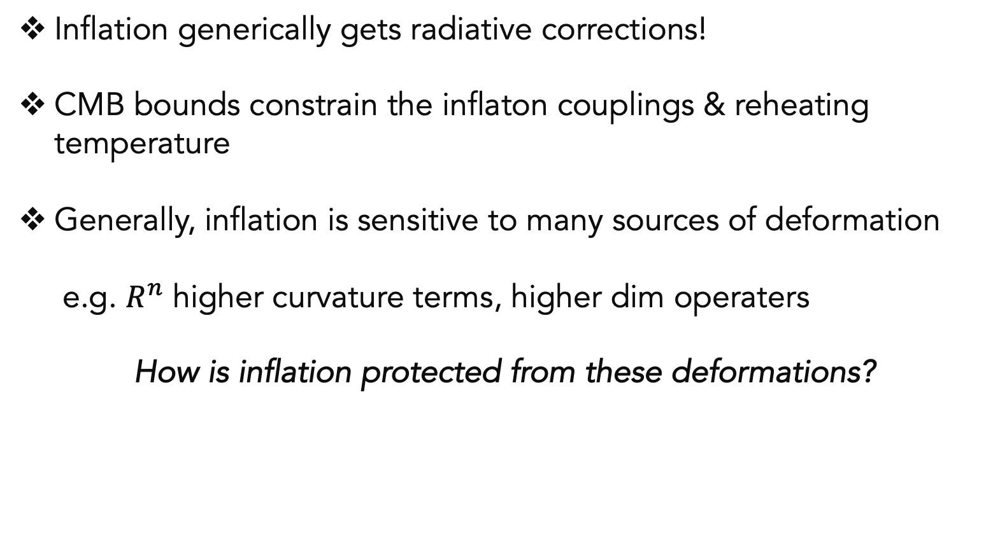 ❖ Inflation generically gets radiative corrections!
❖ CMB bounds constrain the inflaton couplings & reheating
temperature
❖ Generally, inflation is sensitive to many sources of deformation
e.g. Rⁿ higher curvature terms, higher dim operaters
How is inflation protected from these deformations?